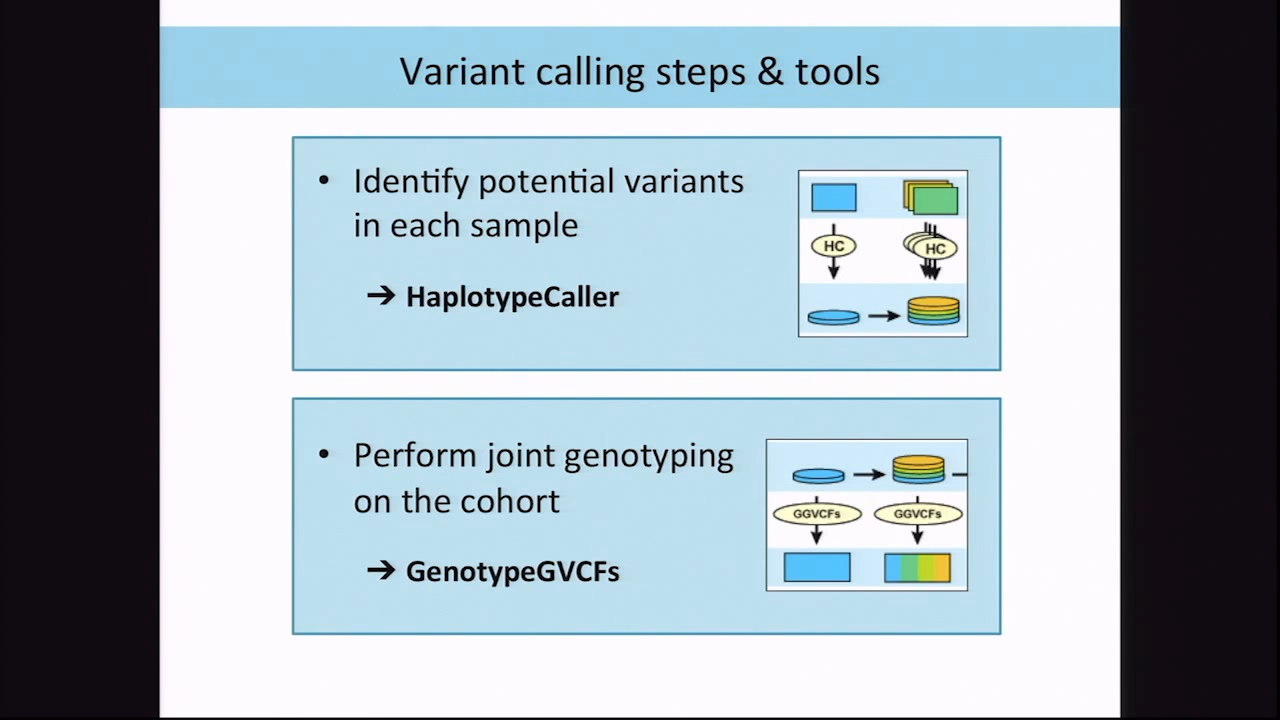 Variant calling steps & tools
• Identify potential variants
in each sample
➔ HaplotypeCaller
HC
HC
• Perform joint genotyping
on the cohort
➔ GenotypeGVCFs
GGVCFs
GGVCFs